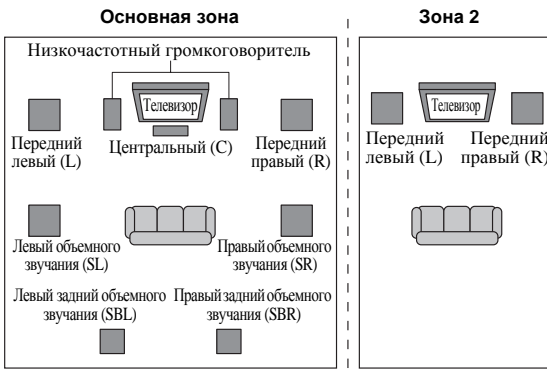 Основная зона
Зона 2
Низкочастотный громкоговоритель
Телевизор
Передний
левый (L)
Центральный (C)
Передний
правый (R)
Телевизор
Передний
левый (L)
Передний
правый (R)
Левый объемного
звучания (SL)
Правый объемного
звучания (SR)
Левый задний объемного
звучания (SBL)
Правый задний объемного
звучания (SBR)